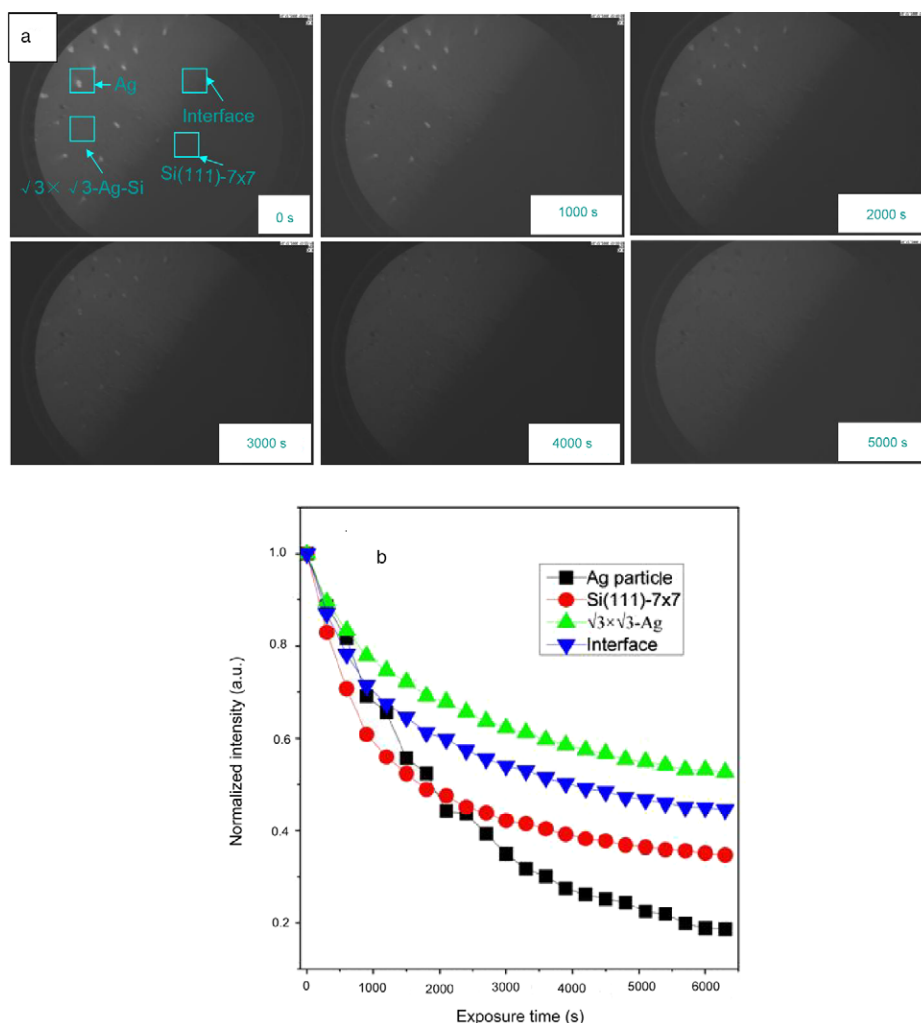 a
Ag
Interface
√3× √3-Ag-Si
Si(111)-7x7
0 s
1000 s
2000 s
3000 s
4000 s
5000 s
b
Ag particle
Si(111)-7x7
√3×√3-Ag
Interface
Normalized intensity (a.u.)
1.0
0.8
0.6
0.4
0.2
0 1000 2000 3000 4000 5000 6000
Exposure time (s)